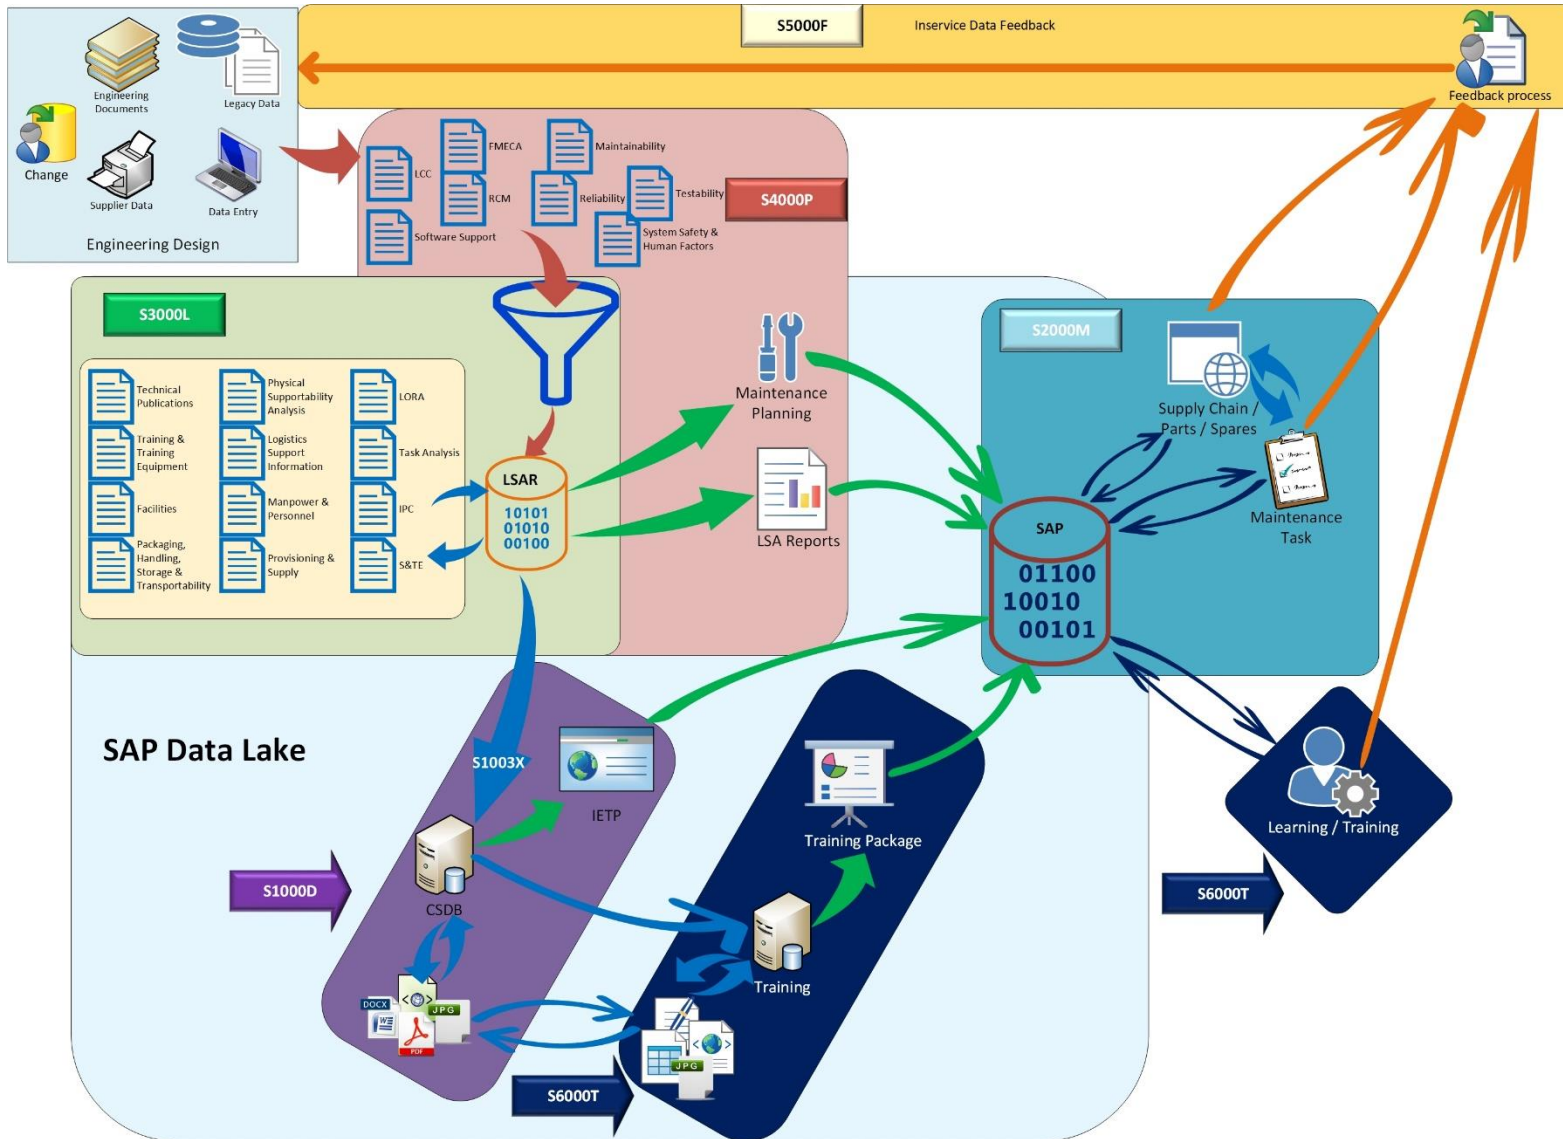 S5000F
Inservice Data Feedback
Feedback process
Engineering
Documents
Legacy Data
Change
Supplier Data
Data Entry
Engineering Design
LCC
FMECA
RCM
Software Support
Maintainability
Reliability
Testability
System Safety &
Human Factors
S4000P
S3000L
Technical
Publications
Physical
Supportability
Analysis
LORA
Training &
Training
Equipment
Logistics
Support
Information
Task Analysis
Facilities
Manpower &
Personnel
IPC
Packaging,
Handling,
Storage &
Transportability
Provisioning &
Supply
S&TE
LSAR
10101
01010
00100
Maintenance
Planning
LSA Reports
S2000M
Supply Chain /
Parts / Spares
Maintenance
Task
SAP
01100
10010
00101
SAP Data Lake
S1003X
IETP
CSDB
S1000D
DOCX
W
JPG
PDF
Training Package
Training
JPG
S6000T
Learning / Training
S6000T